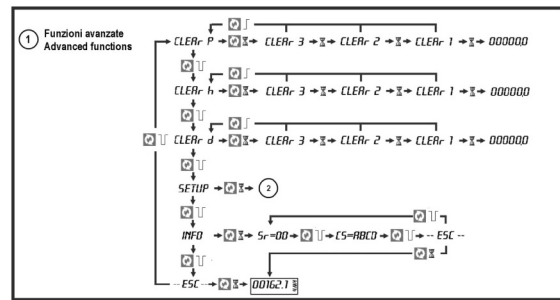 1 Funzioni avanzate
Advanced functions
CLEAr P CLEAr 3 CLEAr 2 CLEAr 1 00000,0
CLEAr h CLEAr 3 CLEAr 2 CLEAr 1 00000,0
CLEAr d CLEAr 3 CLEAr 2 CLEAr 1 00000,0
SETUP 2
INFO Sr=00 CS=ABCD -- ESC --
-- ESC -- 00162.1